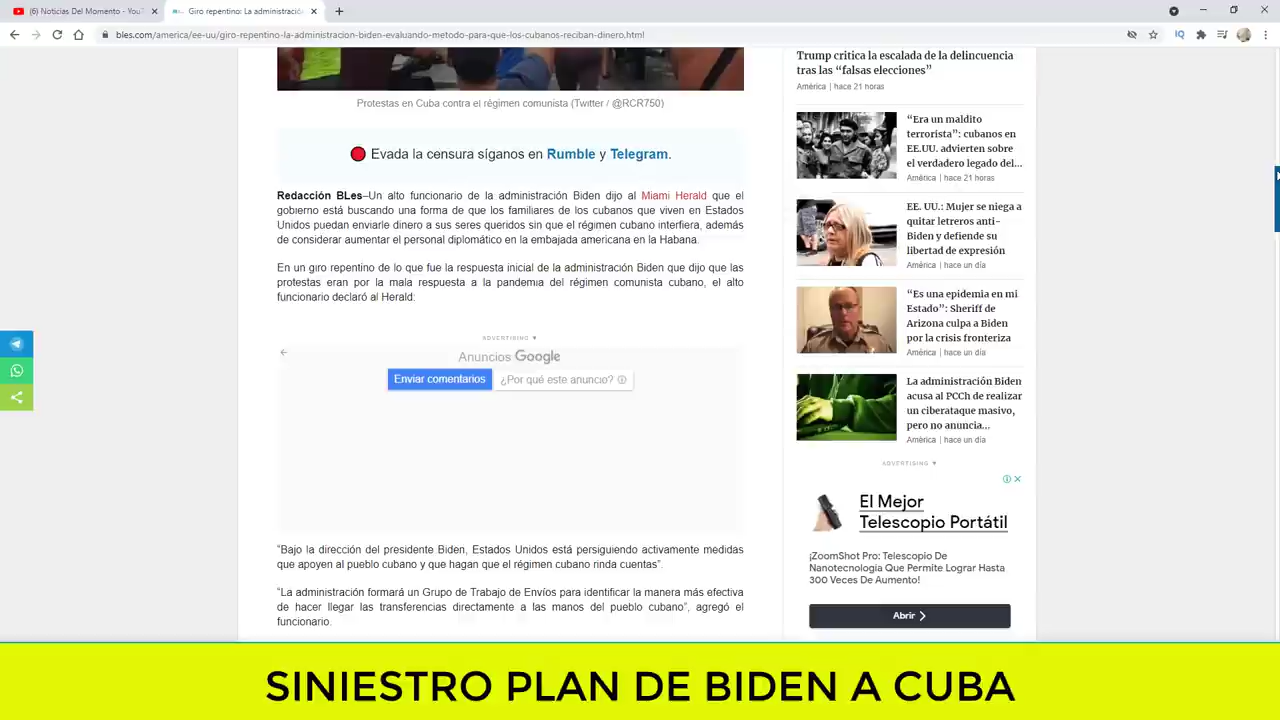 (6) Noticias Del Momento - YouT
Giro repentino: La administració
bles.com/america/ee-uu/giro-repentino-la-administracion-biden-evaluando-metodo-para-que-los-cubanos-reciban-dinero.html
IQ
Protestas en Cuba contra el régimen comunista (Twitter / @RCR750)
Evada la censura síganos en Rumble y Telegram.
Redacción BLes–Un alto funcionario de la administración Biden dijo al Miami Herald que el
gobierno está buscando una forma de que los familiares de los cubanos que viven en Estados
Unidos puedan enviarle dinero a sus seres queridos sin que el régimen cubano interfiera, además
de considerar aumentar el personal diplomático en la embajada americana en la Habana.
En un giro repentino de lo que fue la respuesta inicial de la administración Biden que dijo que las
protestas eran por la mala respuesta a la pandemia del régimen comunista cubano, el alto
funcionario declaró al Herald:
ADVERTISING
Anuncios Google
Enviar comentarios
¿Por qué este anuncio?
“Bajo la dirección del presidente Biden, Estados Unidos está persiguiendo activamente medidas
que apoyen al pueblo cubano y que hagan que el régimen cubano rinda cuentas”.
“La administración formará un Grupo de Trabajo de Envíos para identificar la manera más efectiva
de hacer llegar las transferencias directamente a las manos del pueblo cubano”, agregó el
funcionario.
Trump critica la escalada de la delincuencia
tras las “falsas elecciones”
América | hace 21 horas
“Era un maldito
terrorista”: cubanos en
EE.UU. advierten sobre
el verdadero legado del...
América | hace 21 horas
EE. UU.: Mujer se niega a
quitar letreros anti-
Biden y defiende su
libertad de expresión
América | hace un día
“Es una epidemia en mi
Estado”: Sheriff de
Arizona culpa a Biden
por la crisis fronteriza
América | hace un día
La administración Biden
acusa al PCCh de realizar
un ciberataque masivo,
pero no anuncia...
América | hace un día
ADVERTISING
El Mejor
Telescopio Portátil
¡ZoomShot Pro: Telescopio De
Nanotecnología Que Permite Lograr Hasta
300 Veces De Aumento!
Abrir
SINIESTRO PLAN DE BIDEN A CUBA